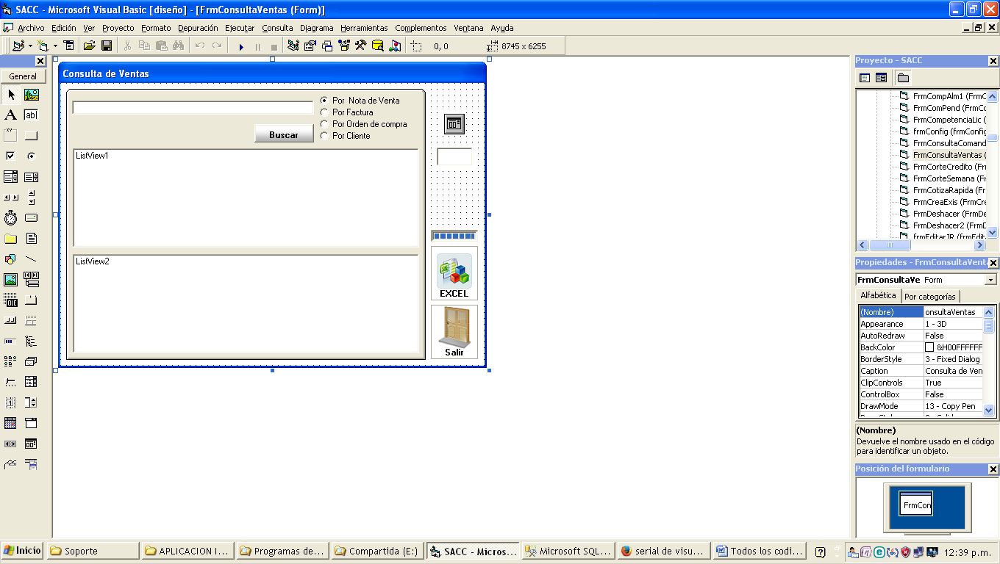 SACC - Microsoft Visual Basic [diseño] - [FrmConsultaVentas (Form)]
Archivo Edición Ver Proyecto Formato Depuración Ejecutar Consulta Diagrama Herramientas Complementos Ventana Ayuda
0, 0 8745 x 6255
General
Consulta de Ventas
Por Nota de Venta
Por Factura
Por Orden de compra
Por Cliente
Buscar
ListView1
ListView2
EXCEL
Salir
Proyecto - SACC
FrmCompAlm1 (FrmC
FrmComPend (FrmC
FrmCompetenciaLic (
frmConfig (frmConfig
FrmConsultaComand
FrmConsultaVentas (
FrmCorteCredito (Fri
FrmCorteSemana (Fr
FrmCotizaRapida (Fr
FrmCreaExis (FrmCre
FrmDeshacer (FrmDe
FrmDeshacer2 (FrmD
frmEditarJR (frmEdit
Propiedades - FrmConsultaVenta
FrmConsultaVe Form
Alfabética Por categorías
(Nombre) onsultaVentas
Appearance 1 - 3D
AutoRedraw False
BackColor &H00FFFFFF
BorderStyle 3 - Fixed Dialog
Caption Consulta de Ven
ClipControls True
ControlBox False
DrawMode 13 - Copy Pen
(Nombre)
Devuelve el nombre usado en el código
para identificar un objeto.
Posición del formulario
FrmCon
Inicio Soporte APLICACION I... Programas de... Compartida (E:) SACC - Micros... Microsoft SQL... serial de visu... Todos los codi... 12:39 p.m.